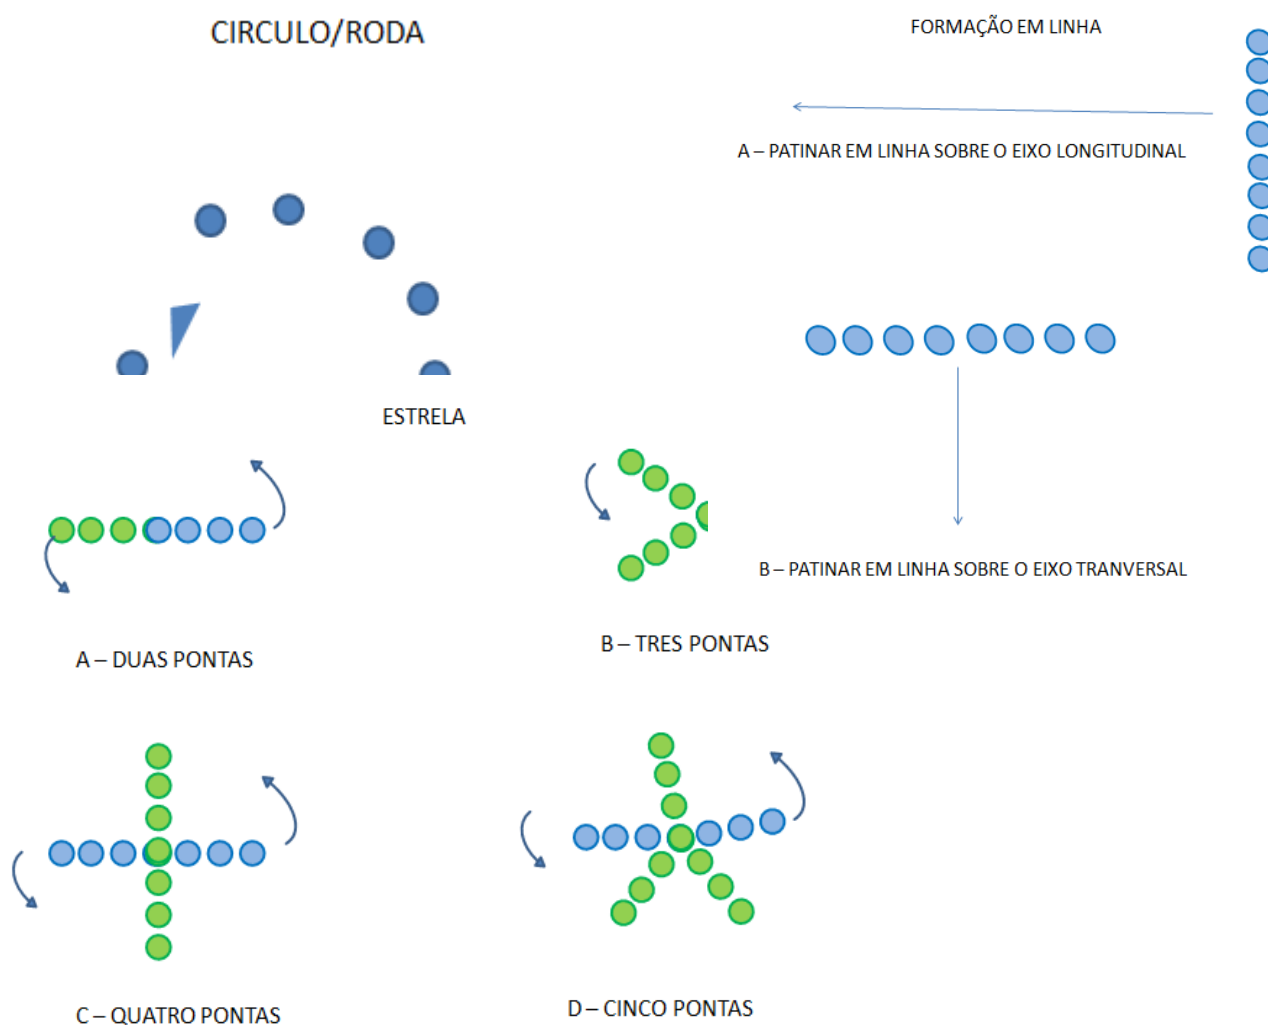 CIRCULO/RODA
FORMAÇÃO EM LINHA
A – PATINAR EM LINHA SOBRE O EIXO LONGITUDINAL
ESTRELA
B – PATINAR EM LINHA SOBRE O EIXO TRANVERSAL
A – DUAS PONTAS
B – TRES PONTAS
C – QUATRO PONTAS
D – CINCO PONTAS